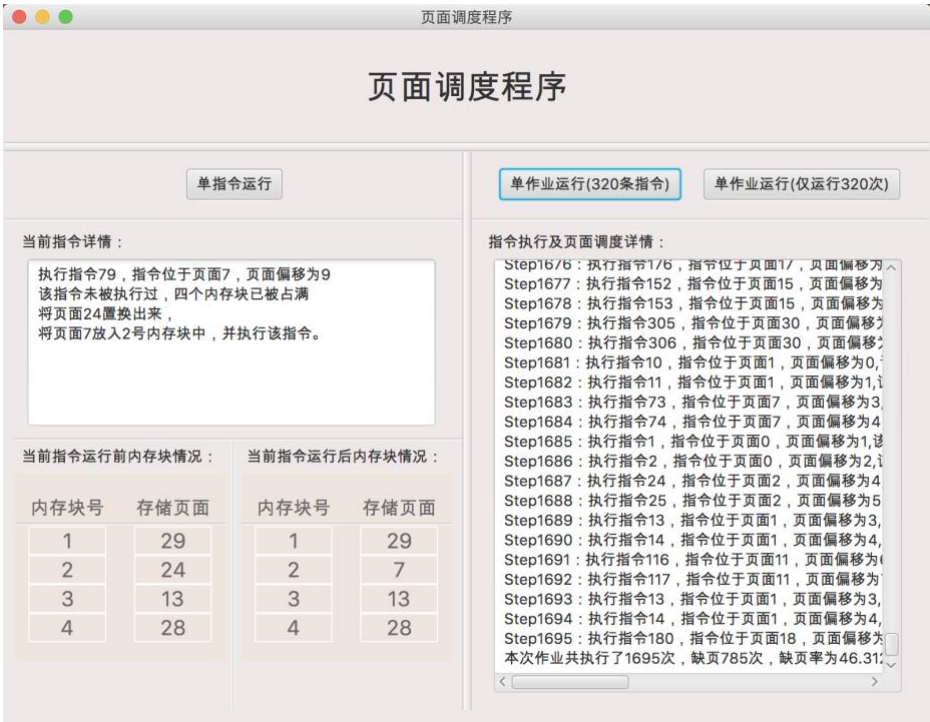 页面调度程序
页面调度程序
单指令运行
当前指令详情：
执行指令79，指令位于页面7，页面偏移为9
该指令未被执行过，四个内存块已被占满
将页面24置换出来，
将页面7放入2号内存块中，并执行该指令。
当前指令运行前内存块情况：
内存块号 存储页面
1 29
2 24
3 13
4 28
当前指令运行后内存块情况：
内存块号 存储页面
1 29
2 7
3 13
4 28
单作业运行(320条指令)
单作业运行(仅运行320次)
指令执行及页面调度详情：
Step1676：执行指令176，指令位于页面17，页面偏移为
Step1677：执行指令152，指令位于页面15，页面偏移为
Step1678：执行指令153，指令位于页面15，页面偏移为
Step1679：执行指令305，指令位于页面30，页面偏移
Step1680：执行指令306，指令位于页面30，页面偏移
Step1681：执行指令10，指令位于页面1，页面偏移为0,
Step1682：执行指令11，指令位于页面1，页面偏移为1,
Step1683：执行指令73，指令位于页面7，页面偏移为3,
Step1684：执行指令74，指令位于页面7，页面偏移为4
Step1685：执行指令1，指令位于页面0，页面偏移为1,该
Step1686：执行指令2，指令位于页面0，页面偏移为2,
Step1687：执行指令24，指令位于页面2，页面偏移为4
Step1688：执行指令25，指令位于页面2，页面偏移为5
Step1689：执行指令13，指令位于页面1，页面偏移为3,
Step1690：执行指令14，指令位于页面1，页面偏移为4,
Step1691：执行指令116，指令位于页面11，页面偏移为
Step1692：执行指令117，指令位于页面11，页面偏移为
Step1693：执行指令13，指令位于页面1，页面偏移为3,
Step1694：执行指令14，指令位于页面1，页面偏移为4,
Step1695：执行指令180，指令位于页面18，页面偏移为
本次作业共执行了1695次，缺页785次，缺页率为46.31